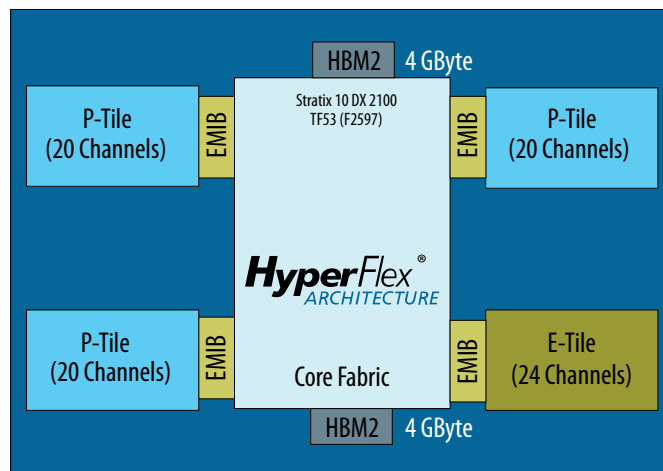 HBM2 4 GByte
Stratix 10 DX 2100
TF53 (F2597)
P-Tile
(20 Channels)
EMIB
EMIB
P-Tile
(20 Channels)
HyperFlex®
ARCHITECTURE
P-Tile
(20 Channels)
EMIB
Core Fabric
EMIB
E-Tile
(24 Channels)
HBM2 4 GByte